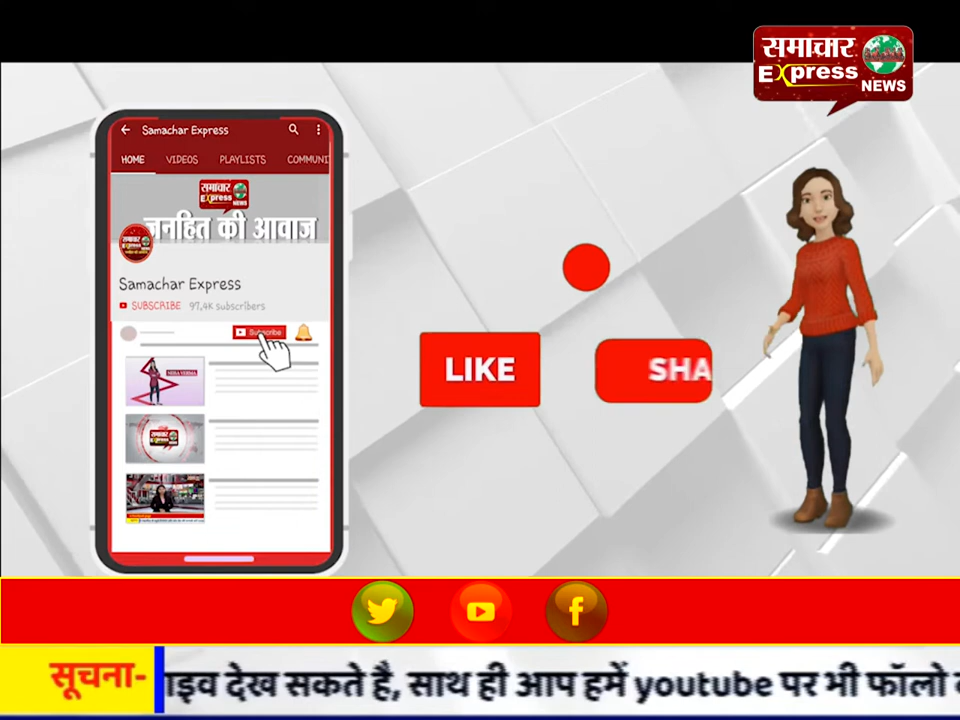 समाचार
Express
NEWS
Samachar Express
HOME VIDEOS PLAYLISTS COMMUNI
समाचार
Express
NEWS
जनहित की आवाज
Samachar Express
SUBSCRIBE 97.4K subscribers
Subscribe
LIKE
SHA
सूचना-
ाइव देख सकते है, साथ ही आप हमें youtube पर भी फॉलो